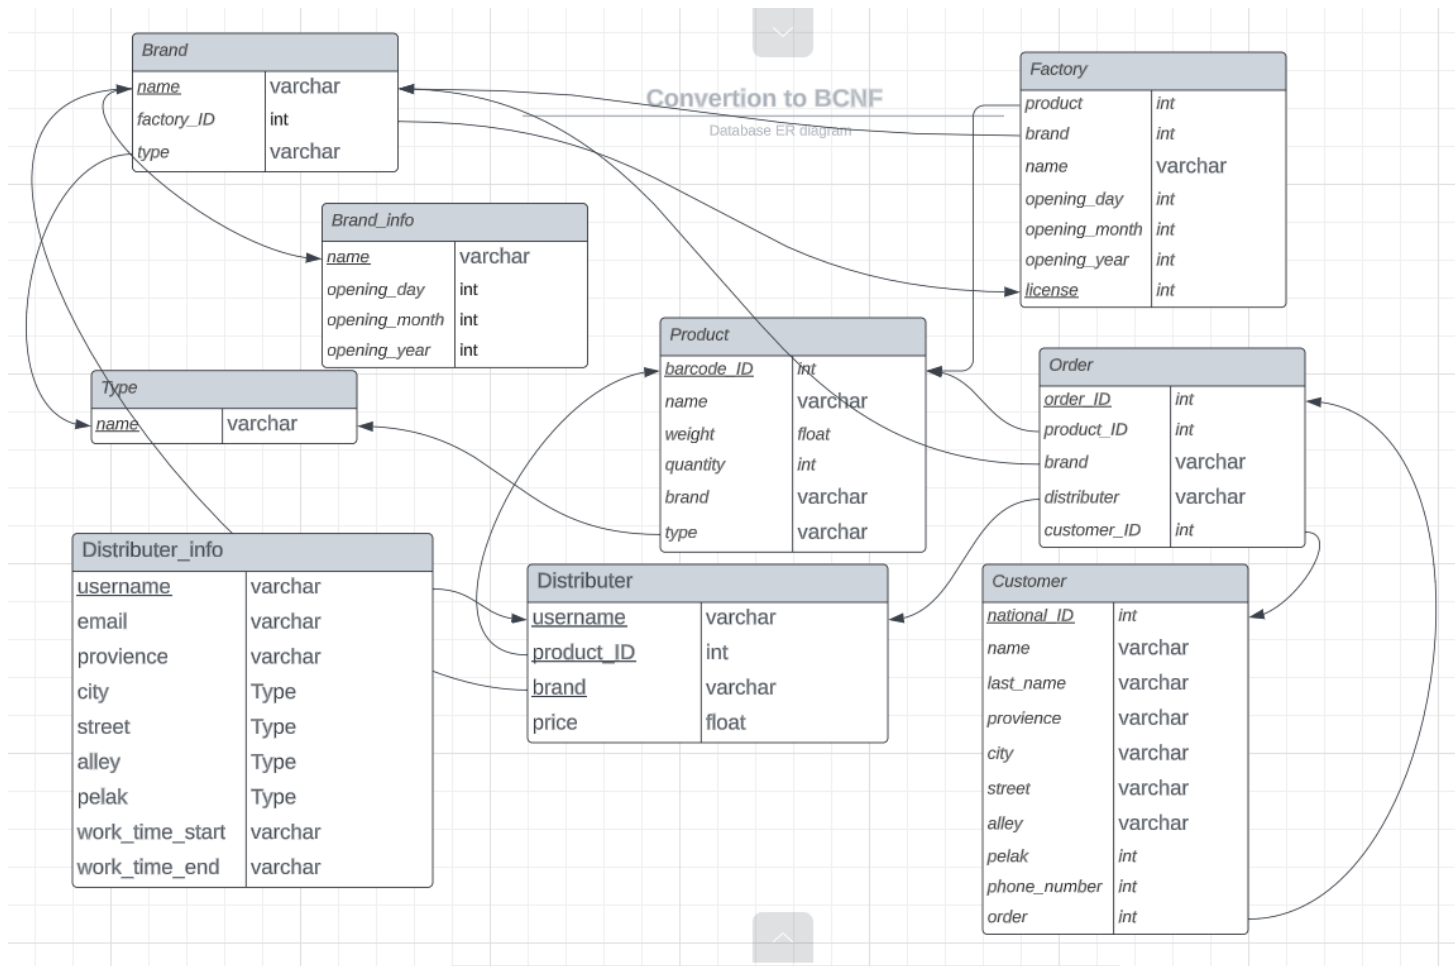 Convertion to BCNF
Database ER diagram
Brand
name varchar
factory_ID int
type varchar
Brand_info
name varchar
opening_day int
opening_month int
opening_year int
Type
name varchar
Factory
product int
brand int
name varchar
opening_day int
opening_month int
opening_year int
license int
Product
barcode_ID int
name varchar
weight float
quantity int
brand varchar
type varchar
Order
order_ID int
product_ID int
brand varchar
distributer varchar
customer_ID int
Distributer_info
username varchar
email varchar
provience varchar
city Type
street Type
alley Type
pelak Type
work_time_start varchar
work_time_end varchar
Distributer
username varchar
product_ID int
brand varchar
price float
Customer
national_ID int
name varchar
last_name varchar
provience varchar
city varchar
street varchar
alley varchar
pelak int
phone_number int
order int